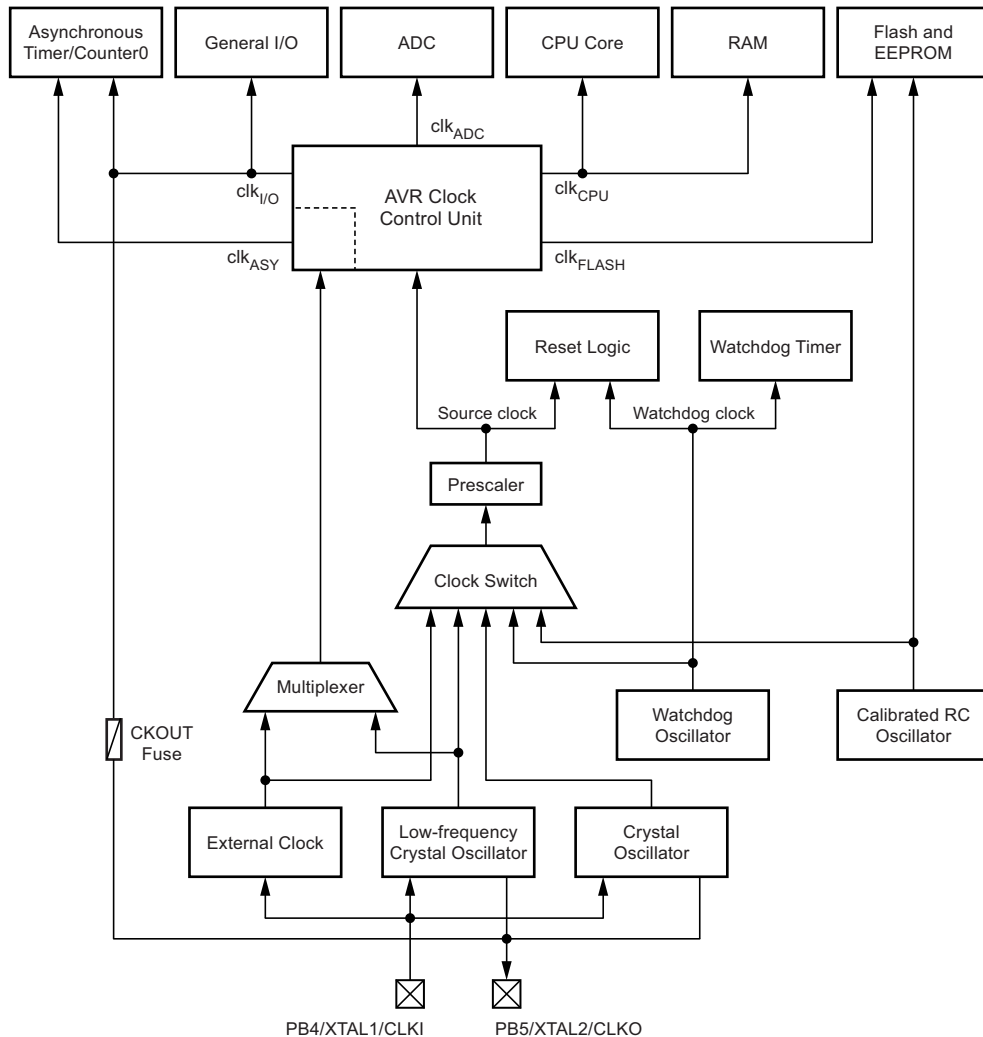 Asynchronous
Timer/Counter0
General I/O
ADC
CPU Core
RAM
Flash and
EEPROM
clkADC
clkI/O
AVR Clock
Control Unit
clkCPU
clkASY
clkFLASH
Reset Logic
Watchdog Timer
Source clock
Watchdog clock
Prescaler
Clock Switch
Multiplexer
CKOUT
Fuse
Watchdog
Oscillator
Calibrated RC
Oscillator
External Clock
Low-frequency
Crystal Oscillator
Crystal
Oscillator
PB4/XTAL1/CLKI
PB5/XTAL2/CLKO